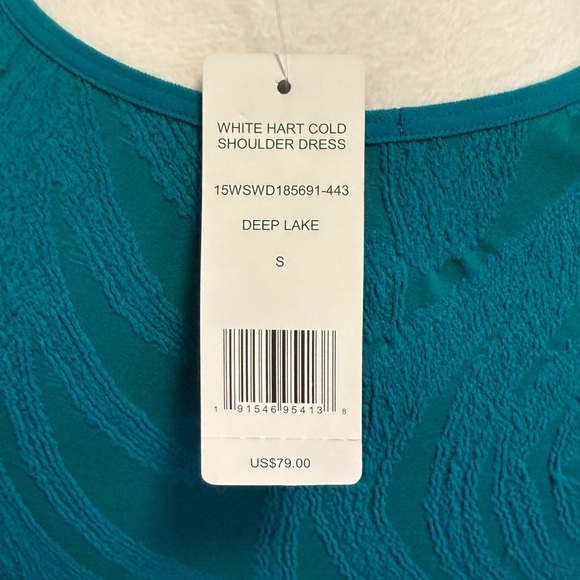 WHITE HART COLD
SHOULDER DRESS
15WSWD185691-443
DEEP LAKE
S
1 91546 95413 8
US$79.00